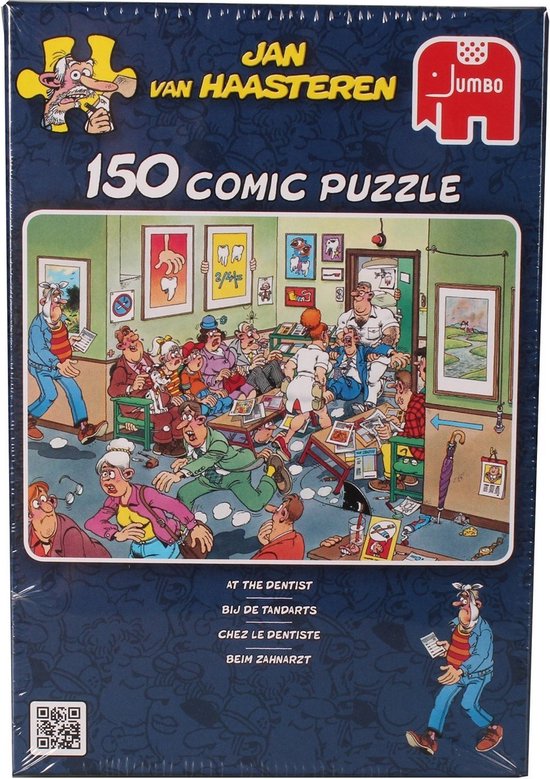 JAN
VAN HAASTEREN
JUMBO
150 COMIC PUZZLE
AT THE DENTIST
BIJ DE TANDARTS
CHEZ LE DENTISTE
BEIM ZAHNARZT